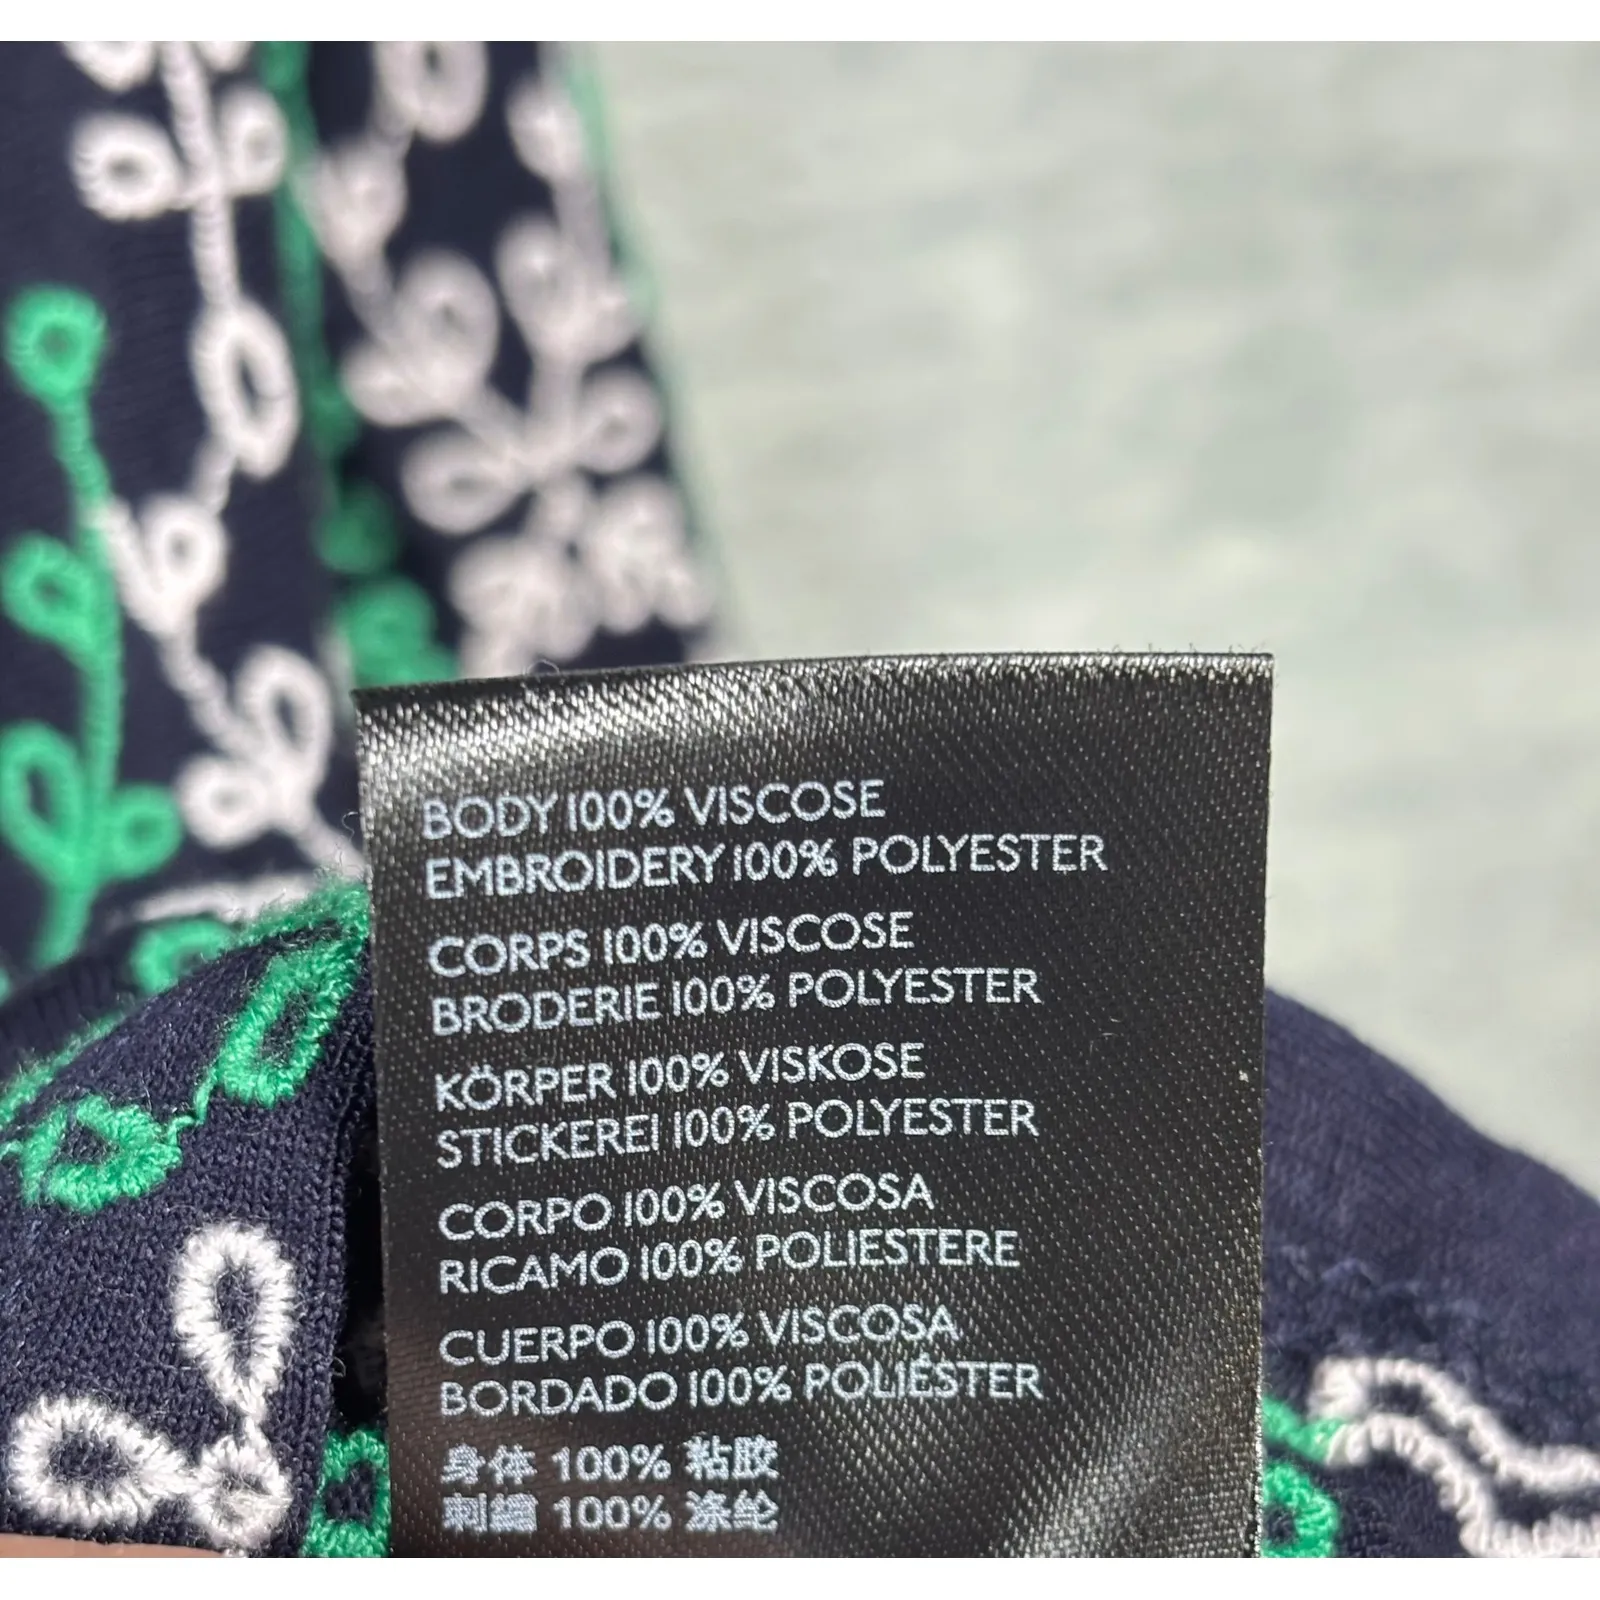 BODY 100% VISCOSE
EMBROIDERY 100% POLYESTER
CORPS 100% VISCOSE
BRODERIE 100% POLYESTER
KÖRPER 100% VISKOSE
STICKEREI 100% POLYESTER
CORPO 100% VISCOSA
RICAMO 100% POLIESTERE
CUERPO 100% VISCOSA
BORDADO 100% POLIÉSTER
身体 100% 粘胶
刺繡 100% 涤纶